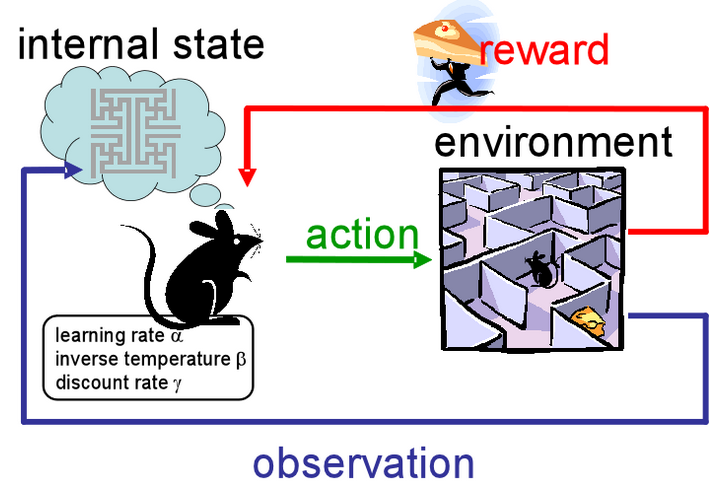 internal state
reward
environment
action
learning rate α
inverse temperature β
discount rate γ
observation